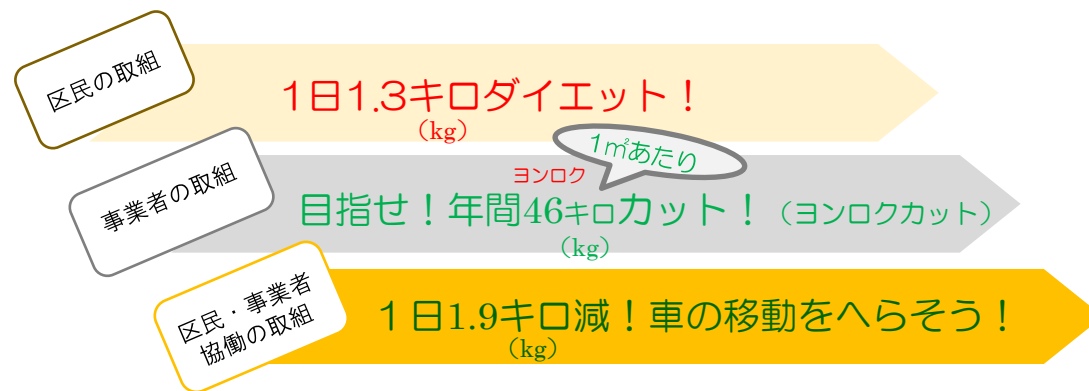 区民の取組
1日1.3キロダイエット！
（kg）
事業者の取組
1㎡あたり
ヨンロク
目指せ！年間46キロカット！（ヨンロクカット）
（kg）
区民・事業者
協働の取組
1日1.9キロ減！車の移動をへらそう！
（kg）